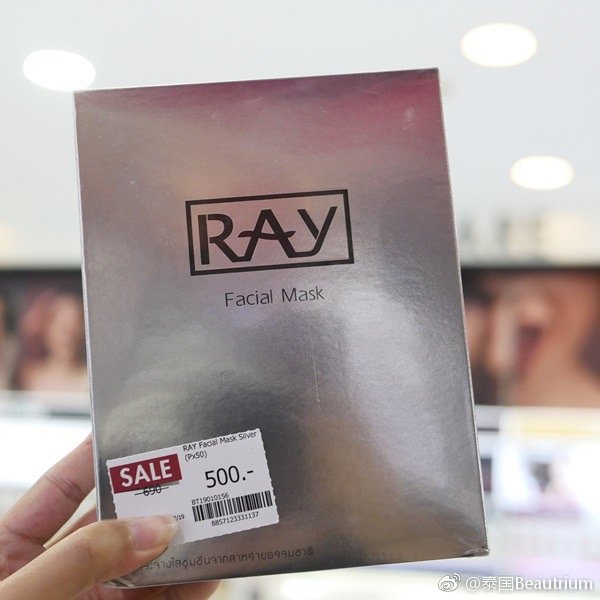 RAY
Facial Mask
RAY Facial Mask Silver
(Px50)
SALE
690
500.-
BT19010156
8857123331137
@泰国Beautrium